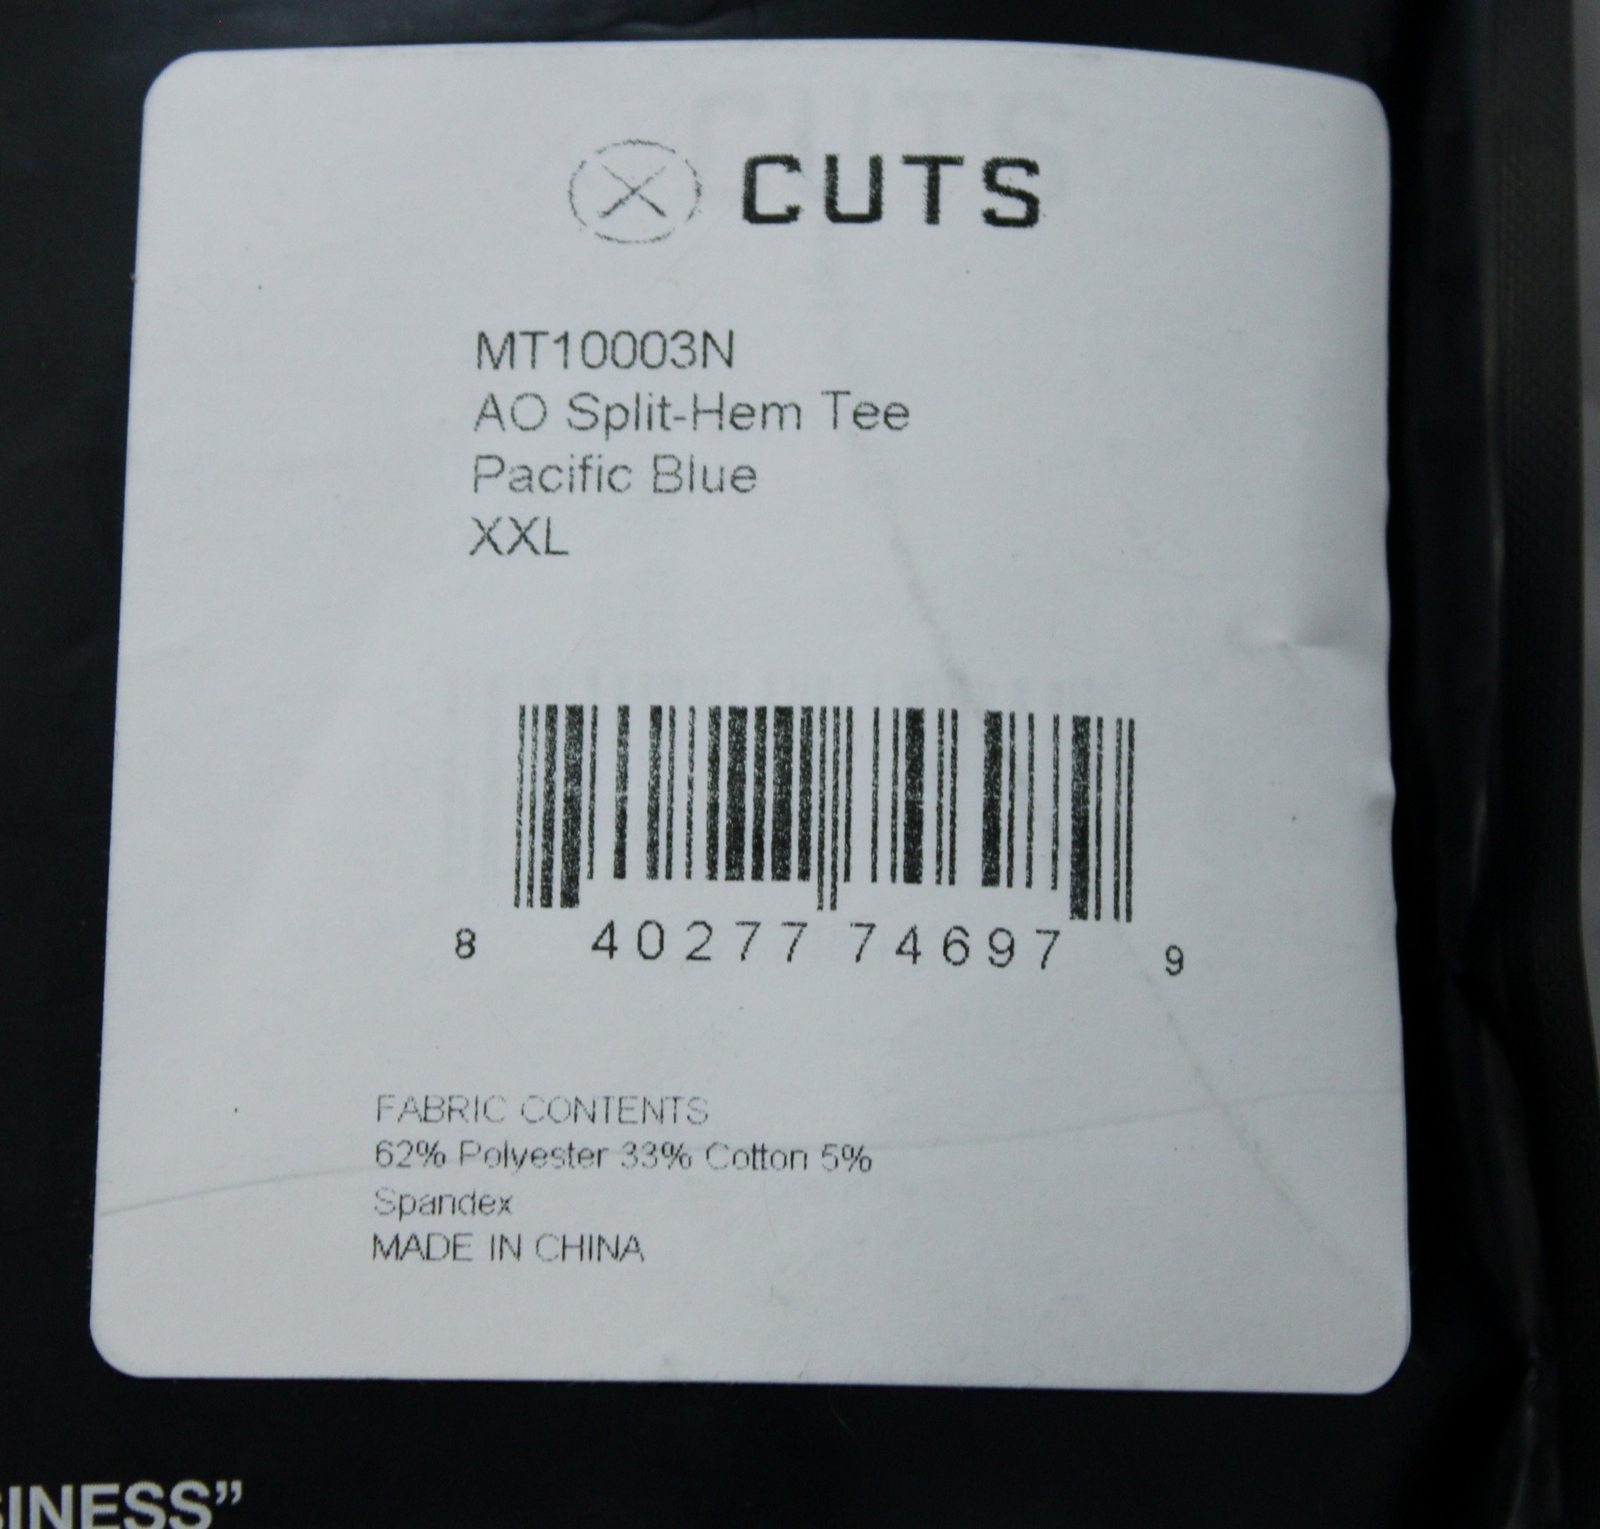 CUTS
MT10003N
AO Split-Hem Tee
Pacific Blue
XXL
8 40277 74697 9
FABRIC CONTENTS
62% Polyester 33% Cotton 5%
Spandex
MADE IN CHINA